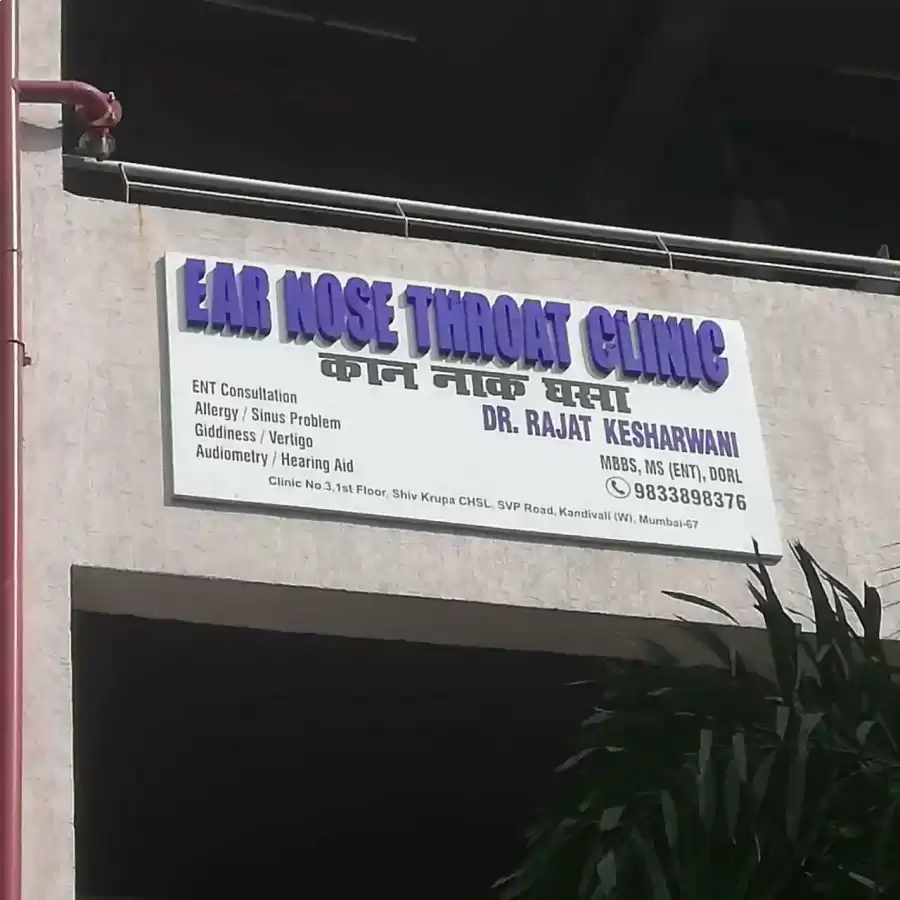 EAR NOSE THROAT CLINIC
कान नाक घसा
ENT Consultation
Allergy / Sinus Problem
Giddiness / Vertigo
Audiometry / Hearing Aid
DR. RAJAT KESHARWANI
MBBS, MS (ENT), DORL
9833898376
Clinic No.3,1st Floor, Shiv Krupa CHSL, SVP Road, Kandivali (W), Mumbai-67